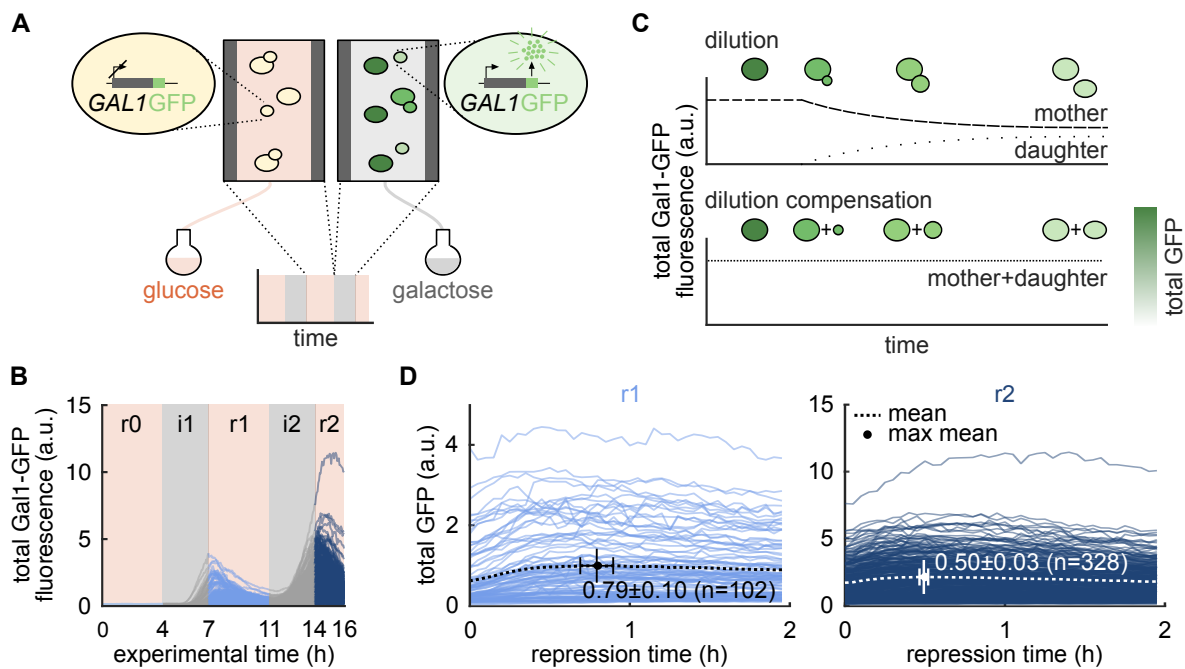 A
GAL1GFP
GAL1GFP
glucose
galactose
time
C
dilution
mother
daughter
dilution compensation
+
+
+
mother+daughter
total Gal1-GFP
fluorescence (a.u.)
time
total GFP
B
total Gal1-GFP
fluorescence (a.u.)
15
10
5
0
r0
i1
r1
i2
r2
0
4
7
11
14
16
experimental time (h)
D
r1
total GFP (a.u.)
4
2
0
0.79±0.10 (n=102)
0
1
2
repression time (h)
r2
15
10
5
0
mean
max mean
0.50±0.03 (n=328)
0
1
2
repression time (h)